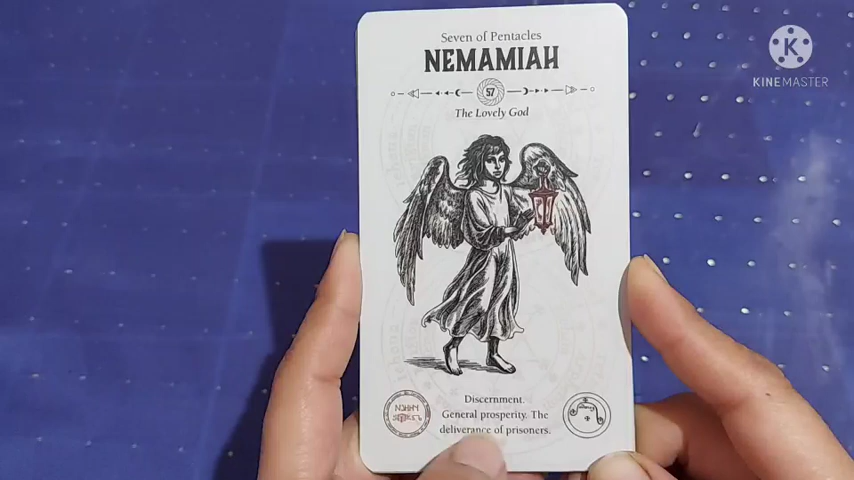 Seven of Pentacles
NEMAMIAH
57
The Lovely God
Discernment.
General prosperity. The
deliverance of prisoners.
K
KINEMASTER